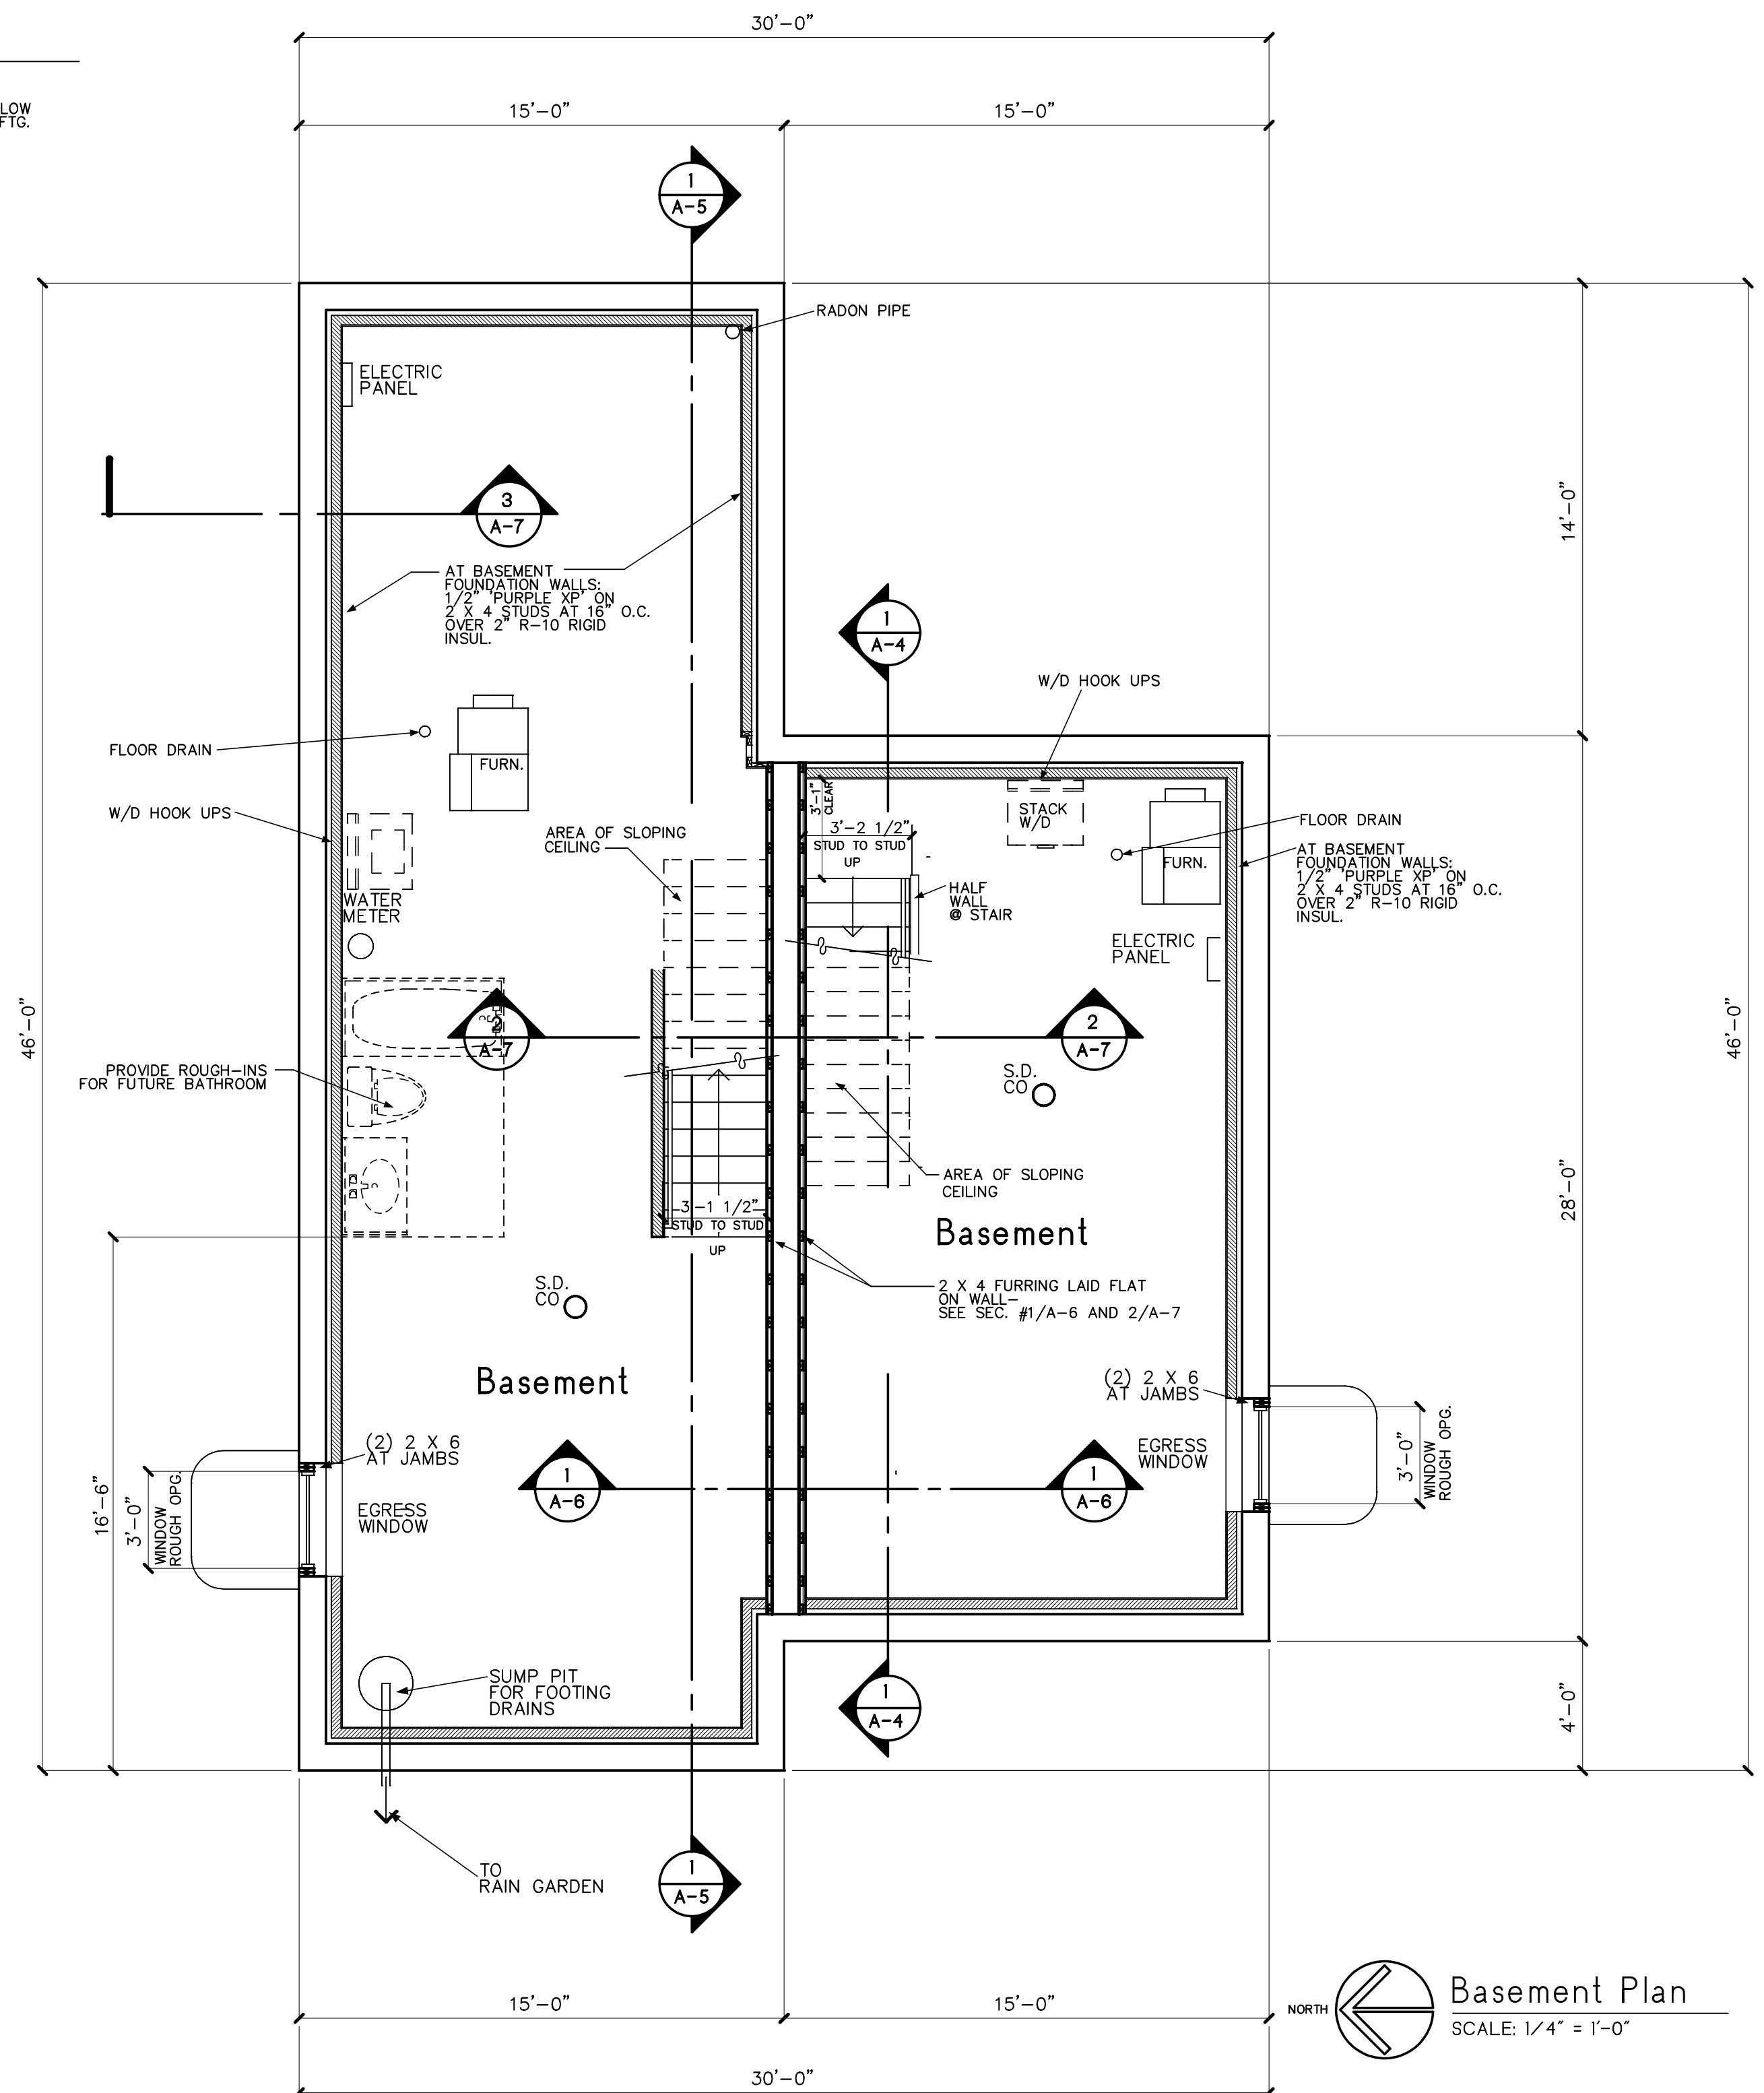 30'-0"
LOW
FTG.
15'-0"
15'-0"
1
A-5
RADON PIPE
ELECTRIC
PANEL
3
A-7
14'-0"
AT BASEMENT
FOUNDATION WALLS:
1/2" 'PURPLE XP' ON
2 X 4 STUDS AT 16" O.C.
OVER 2" R-10 RIGID
INSUL.
1
A-4
W/D HOOK UPS
FLOOR DRAIN
FURN.
W/D HOOK UPS
AREA OF SLOPING
CEILING
3'-1"
CLEAR
3'-2 1/2"
STUD TO STUD
UP
STACK
W/D
FLOOR DRAIN
FURN.
AT BASEMENT
FOUNDATION WALLS:
1/2" 'PURPLE XP' ON
2 X 4 STUDS AT 16" O.C.
OVER 2" R-10 RIGID
INSUL.
HALF
WALL
@ STAIR
WATER
METER
ELECTRIC
PANEL
46'-0"
46'-0"
2
A-7
2
A-7
PROVIDE ROUGH-INS
FOR FUTURE BATHROOM
S.D.
CO
AREA OF SLOPING
CEILING
28'-0"
3'-1 1/2"
STUD TO STUD
UP
Basement
S.D.
CO
2 X 4 FURRING LAID FLAT
ON WALL-
SEE SEC. #1/A-6 AND 2/A-7
Basement
(2) 2 X 6
AT JAMBS
(2) 2 X 6
AT JAMBS
EGRESS
WINDOW
3'-0"
WINDOW
ROUGH OPG.
16'-6"
3'-0"
WINDOW
ROUGH OPG.
EGRESS
WINDOW
1
A-6
1
A-6
SUMP PIT
FOR FOOTING
DRAINS
1
A-4
4'-0"
TO
RAIN GARDEN
1
A-5
15'-0"
15'-0"
NORTH
Basement Plan
SCALE: 1/4" = 1'-0"
30'-0"